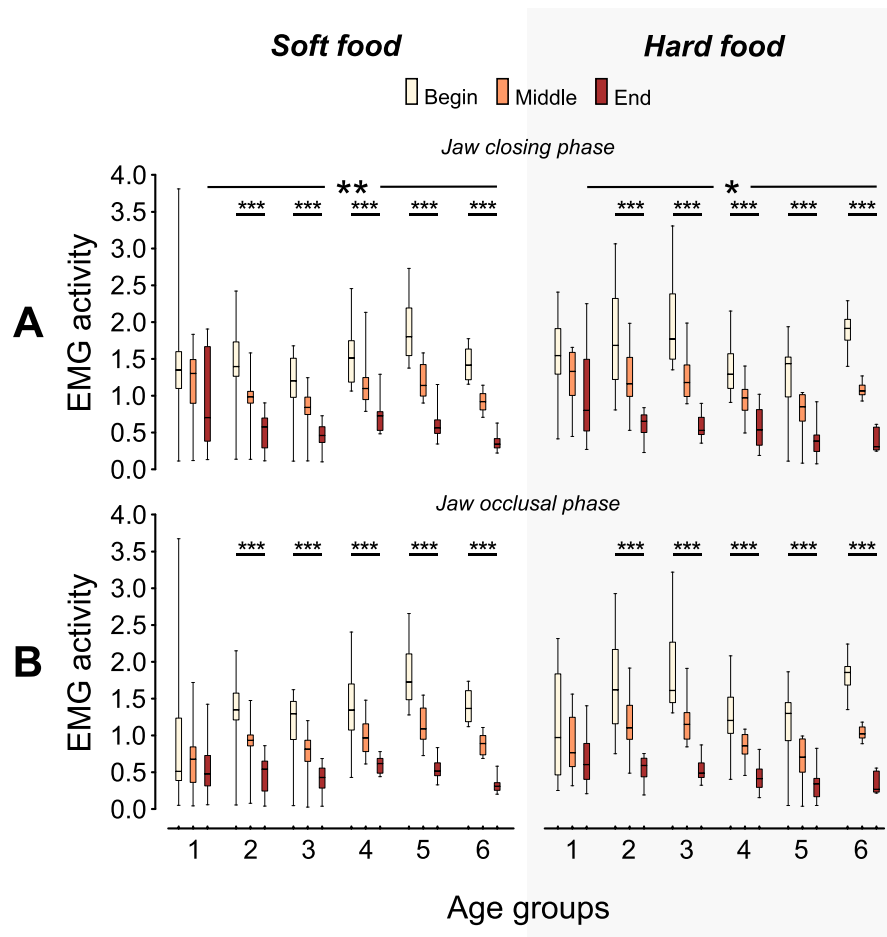 Soft food Hard food
Begin Middle End
Jaw closing phase
A
EMG activity
4.0
3.5
3.0
2.5
2.0
1.5
1.0
0.5
0.0
** *
*** *** *** *** *** *** *** *** *** ***
Jaw occlusal phase
B
EMG activity
4.0
3.5
3.0
2.5
2.0
1.5
1.0
0.5
0.0
*** *** *** *** *** *** *** *** *** ***
1 2 3 4 5 6 1 2 3 4 5 6
Age groups